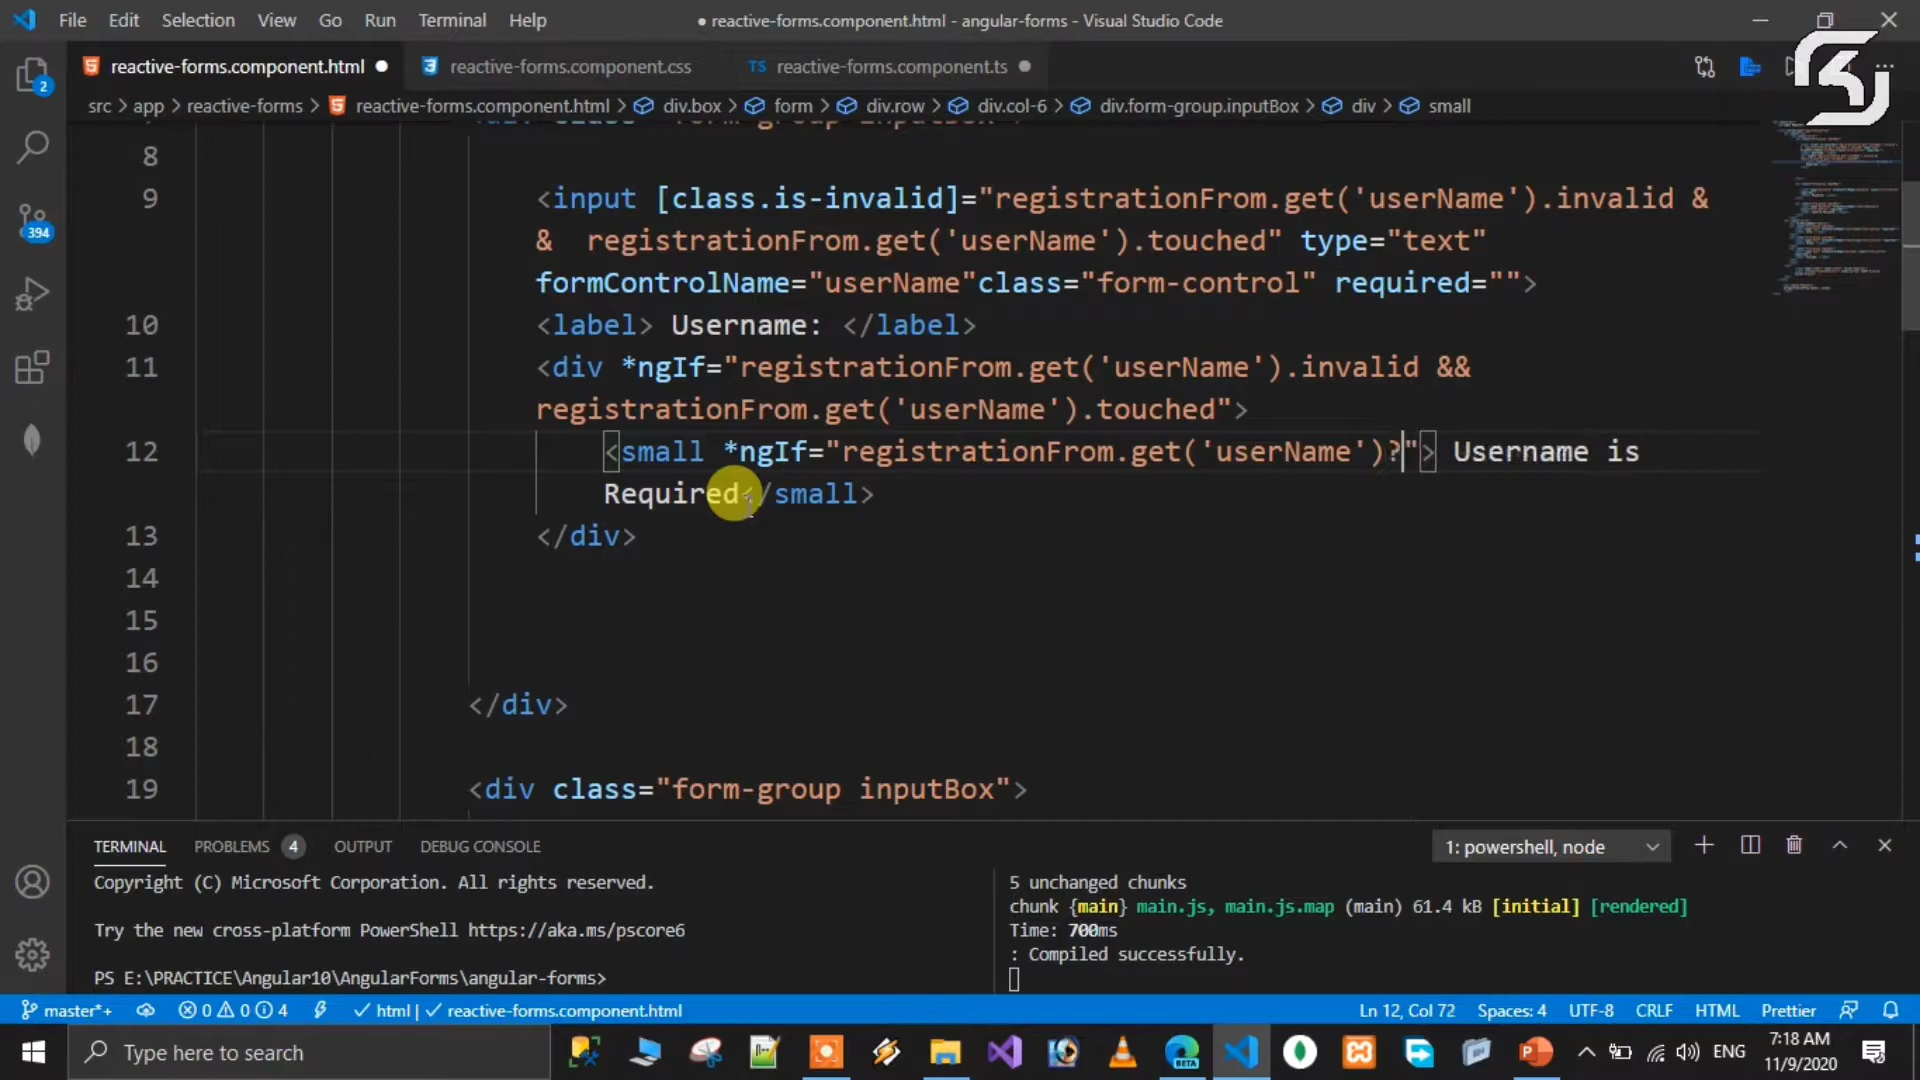 File Edit Selection View Go Run Terminal Help ● reactive-forms.component.html - angular-forms - Visual Studio Code
reactive-forms.component.html ● reactive-forms.component.css TS reactive-forms.component.ts ●
src > app > reactive-forms > reactive-forms.component.html > div.box > form > div.row > div.col-6 > div.form-group.inputBox > div > small
8
9 <input [class.is-invalid]="registrationFrom.get('userName').invalid &
& registrationFrom.get('userName').touched" type="text"
formControlName="userName"class="form-control" required="">
10 <label> Username: </label>
11 <div *ngIf="registrationFrom.get('userName').invalid &&
registrationFrom.get('userName').touched">
12 <small *ngIf="registrationFrom.get('userName')?"> Username is
Required</small>
13 </div>
14
15
16
17 </div>
18
19 <div class="form-group inputBox">
TERMINAL PROBLEMS 4 OUTPUT DEBUG CONSOLE 1: powershell, node
Copyright (C) Microsoft Corporation. All rights reserved.
Try the new cross-platform PowerShell https://aka.ms/pscore6
PS E:\PRACTICE\Angular10\AngularForms\angular-forms>
5 unchanged chunks
chunk {main} main.js, main.js.map (main) 61.4 kB [initial] [rendered]
Time: 700ms
: Compiled successfully.
2
394
master*+ 0 0 4 html | reactive-forms.component.html Ln 12, Col 72 Spaces: 4 UTF-8 CRLF HTML Prettier
Type here to search
BETA
ENG
7:18 AM
11/9/2020